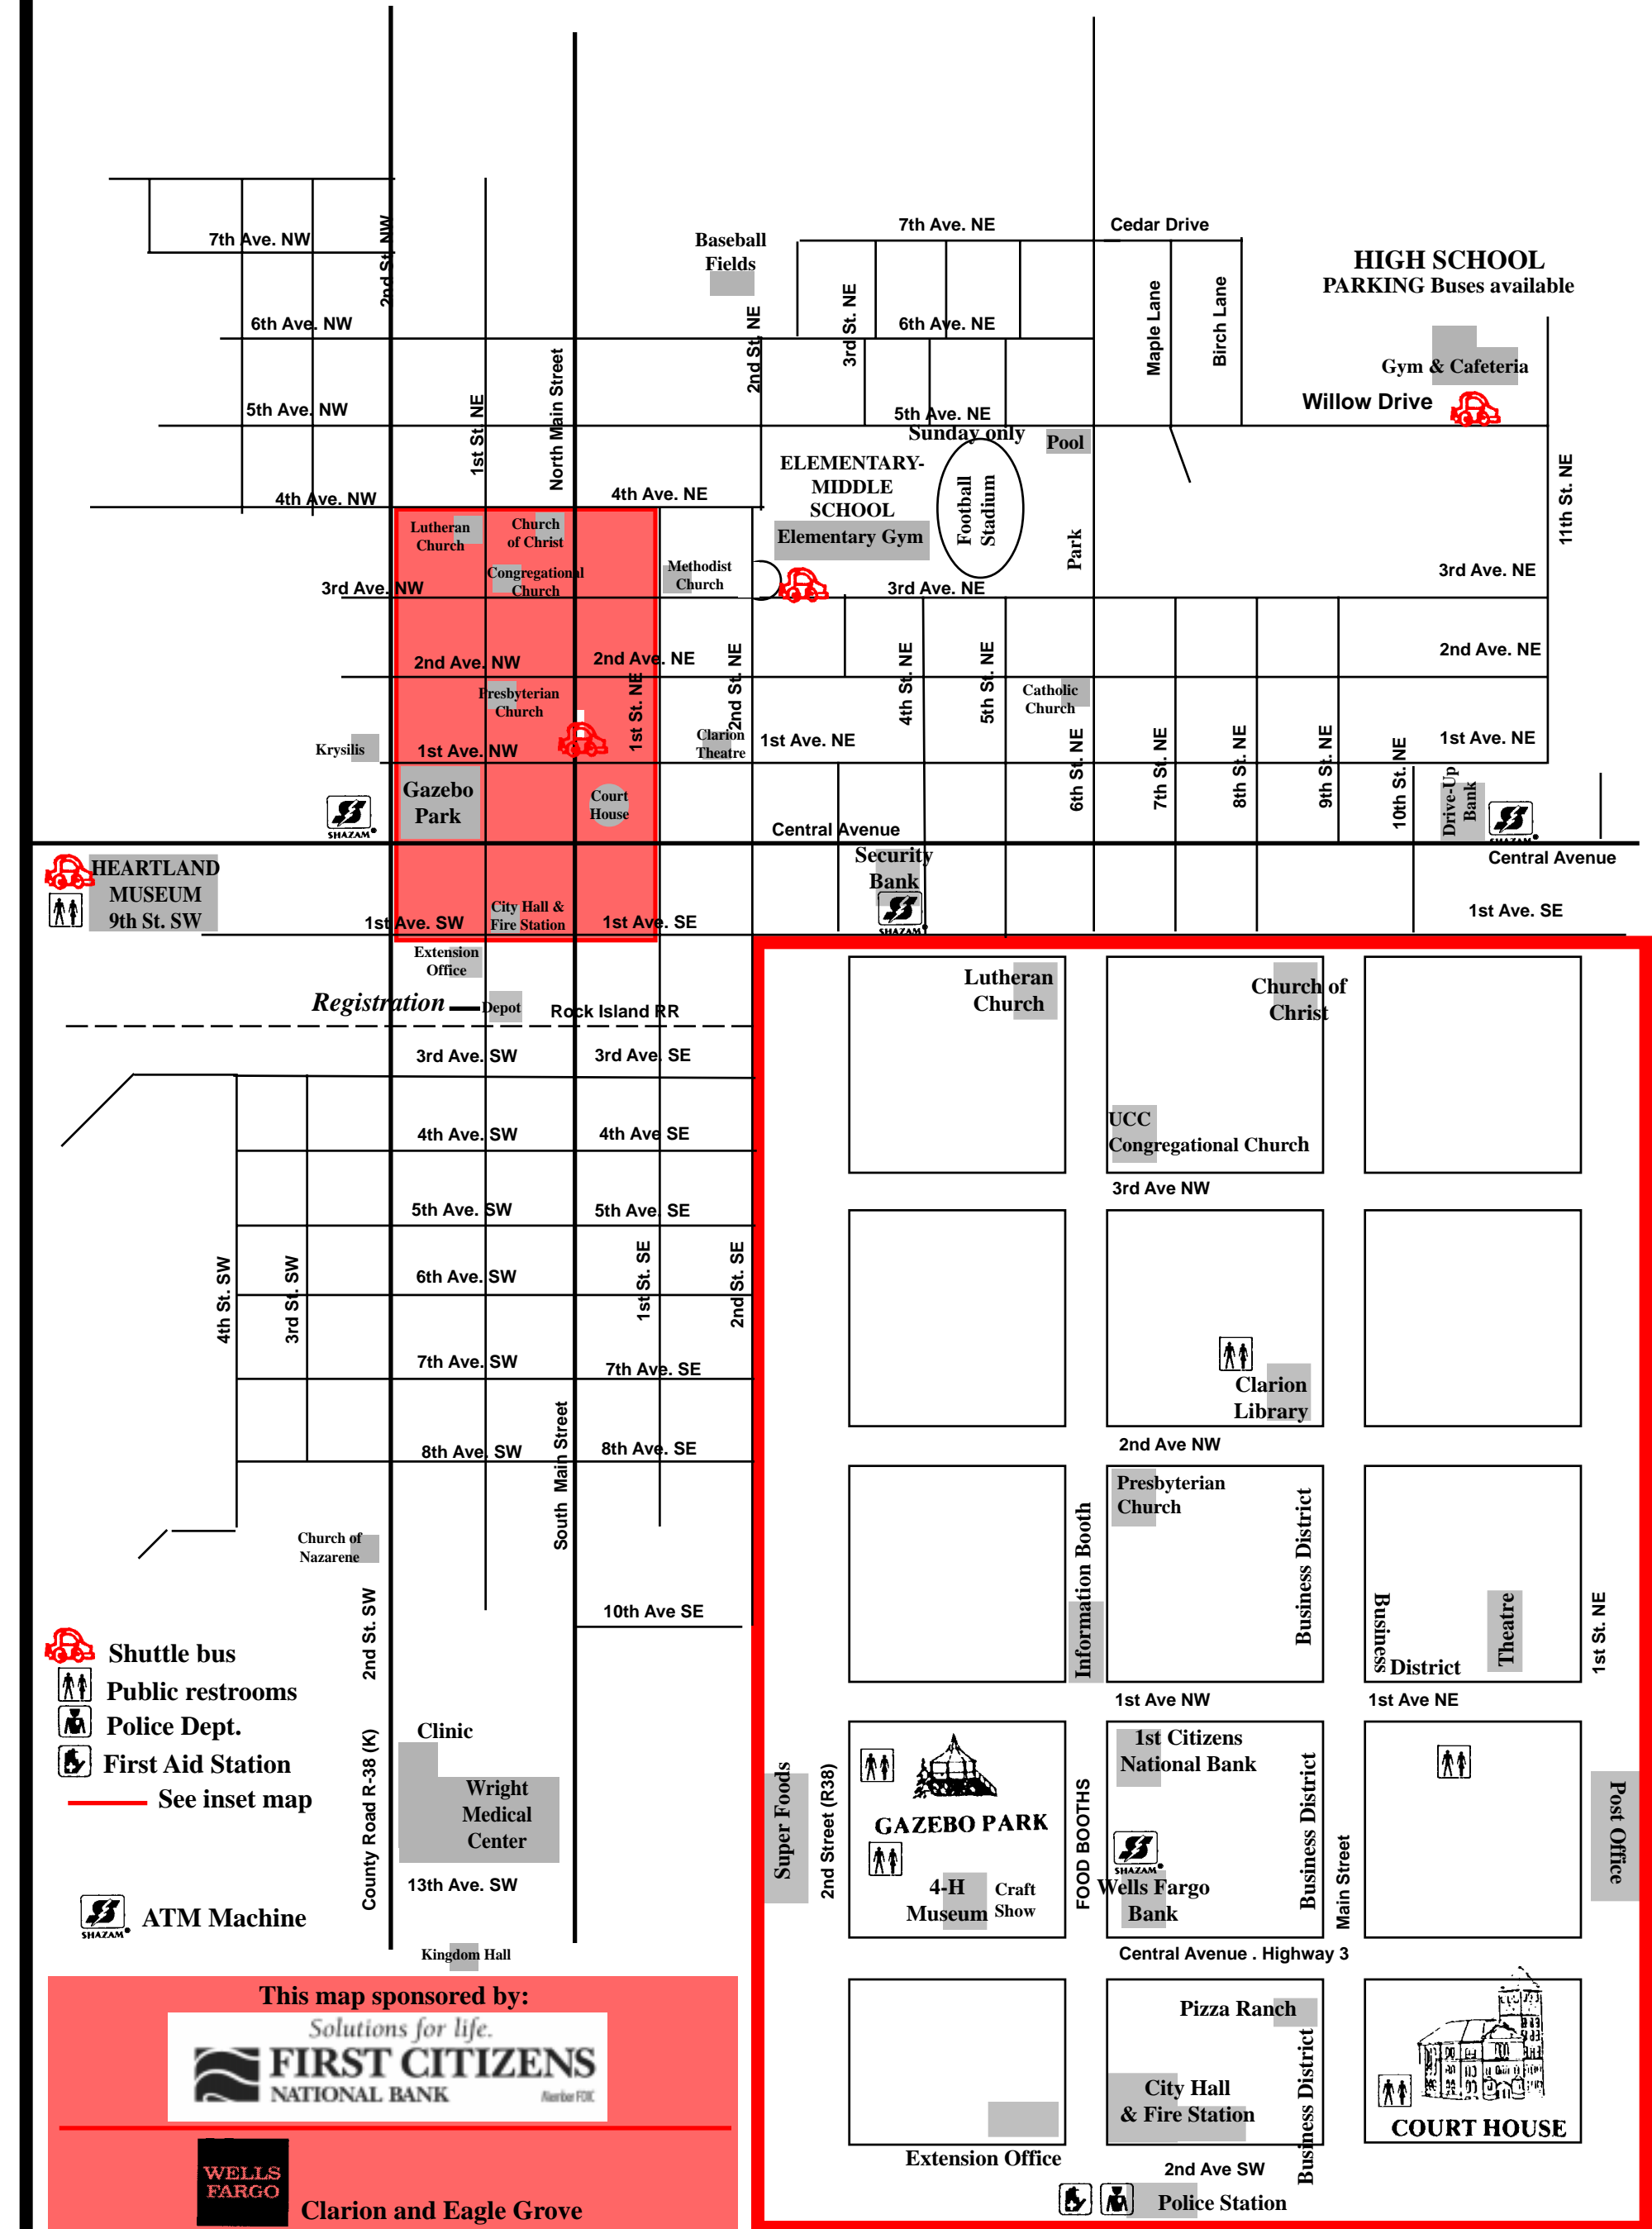 7th Ave. NW
2nd St. NW
Baseball
Fields
7th Ave. NE
Cedar Drive
HIGH SCHOOL
PARKING Buses available
6th Ave. NW
2nd St. NE
3rd St. NE
6th Ave. NE
Maple Lane
Birch Lane
Gym & Cafeteria
North Main Street
1st St. NE
5th Ave. NW
5th Ave. NE
Sunday only
Pool
Willow Drive
ELEMENTARY-
MIDDLE
SCHOOL
Elementary Gym
Football
Stadium
Park
11th St. NE
4th Ave. NW
4th Ave. NE
Lutheran
Church
Church
of Christ
Congregational
Church
Methodist
Church
3rd Ave. NW
3rd Ave. NE
3rd Ave. NE
2nd Ave. NW
2nd Ave. NE
2nd St. NE
4th St. NE
5th St. NE
2nd Ave. NE
Presbyterian
Church
1st St. NE
Catholic
Church
Krysilis
1st Ave. NW
Clarion
Theatre
1st Ave. NE
6th St. NE
7th St. NE
8th St. NE
9th St. NE
10th St. NE
1st Ave. NE
Gazebo
Park
Court
House
SHAZAM
Drive-Up
Bank
SHAZAM
Central Avenue
Central Avenue
HEARTLAND
MUSEUM
9th St. SW
Security
Bank
SHAZAM
1st Ave. SW
City Hall &
Fire Station
1st Ave. SE
1st Ave. SE
Extension
Office
Registration
Depot
Rock Island RR
3rd Ave. SW
3rd Ave. SE
4th Ave. SW
4th Ave SE
5th Ave. SW
5th Ave. SE
4th St. SW
3rd St. SW
6th Ave. SW
1st St. SE
2nd St. SE
7th Ave. SW
7th Ave. SE
8th Ave. SW
8th Ave. SE
South Main Street
Church of
Nazarene
2nd St. SW
10th Ave SE
Shuttle bus
Public restrooms
Police Dept.
First Aid Station
See inset map
County Road R-38 (K)
Clinic
Wright
Medical
Center
13th Ave. SW
SHAZAM
ATM Machine
Kingdom Hall
This map sponsored by:
Solutions for life.
FIRST CITIZENS
NATIONAL BANK
Member FDIC
WELLS
FARGO
Clarion and Eagle Grove
Lutheran
Church
Church of
Christ
UCC
Congregational Church
3rd Ave NW
Clarion
Library
2nd Ave NW
Presbyterian
Church
Information Booth
Business District
Business
District
Theatre
1st St. NE
1st Ave NW
1st Ave NE
Super Foods
2nd Street (R38)
GAZEBO PARK
4-H
Museum
Craft
Show
FOOD BOOTHS
1st Citizens
National Bank
SHAZAM
Wells Fargo
Bank
Business District
Main Street
Post Office
Central Avenue . Highway 3
Pizza Ranch
City Hall
& Fire Station
Business District
COURT HOUSE
Extension Office
2nd Ave SW
Police Station